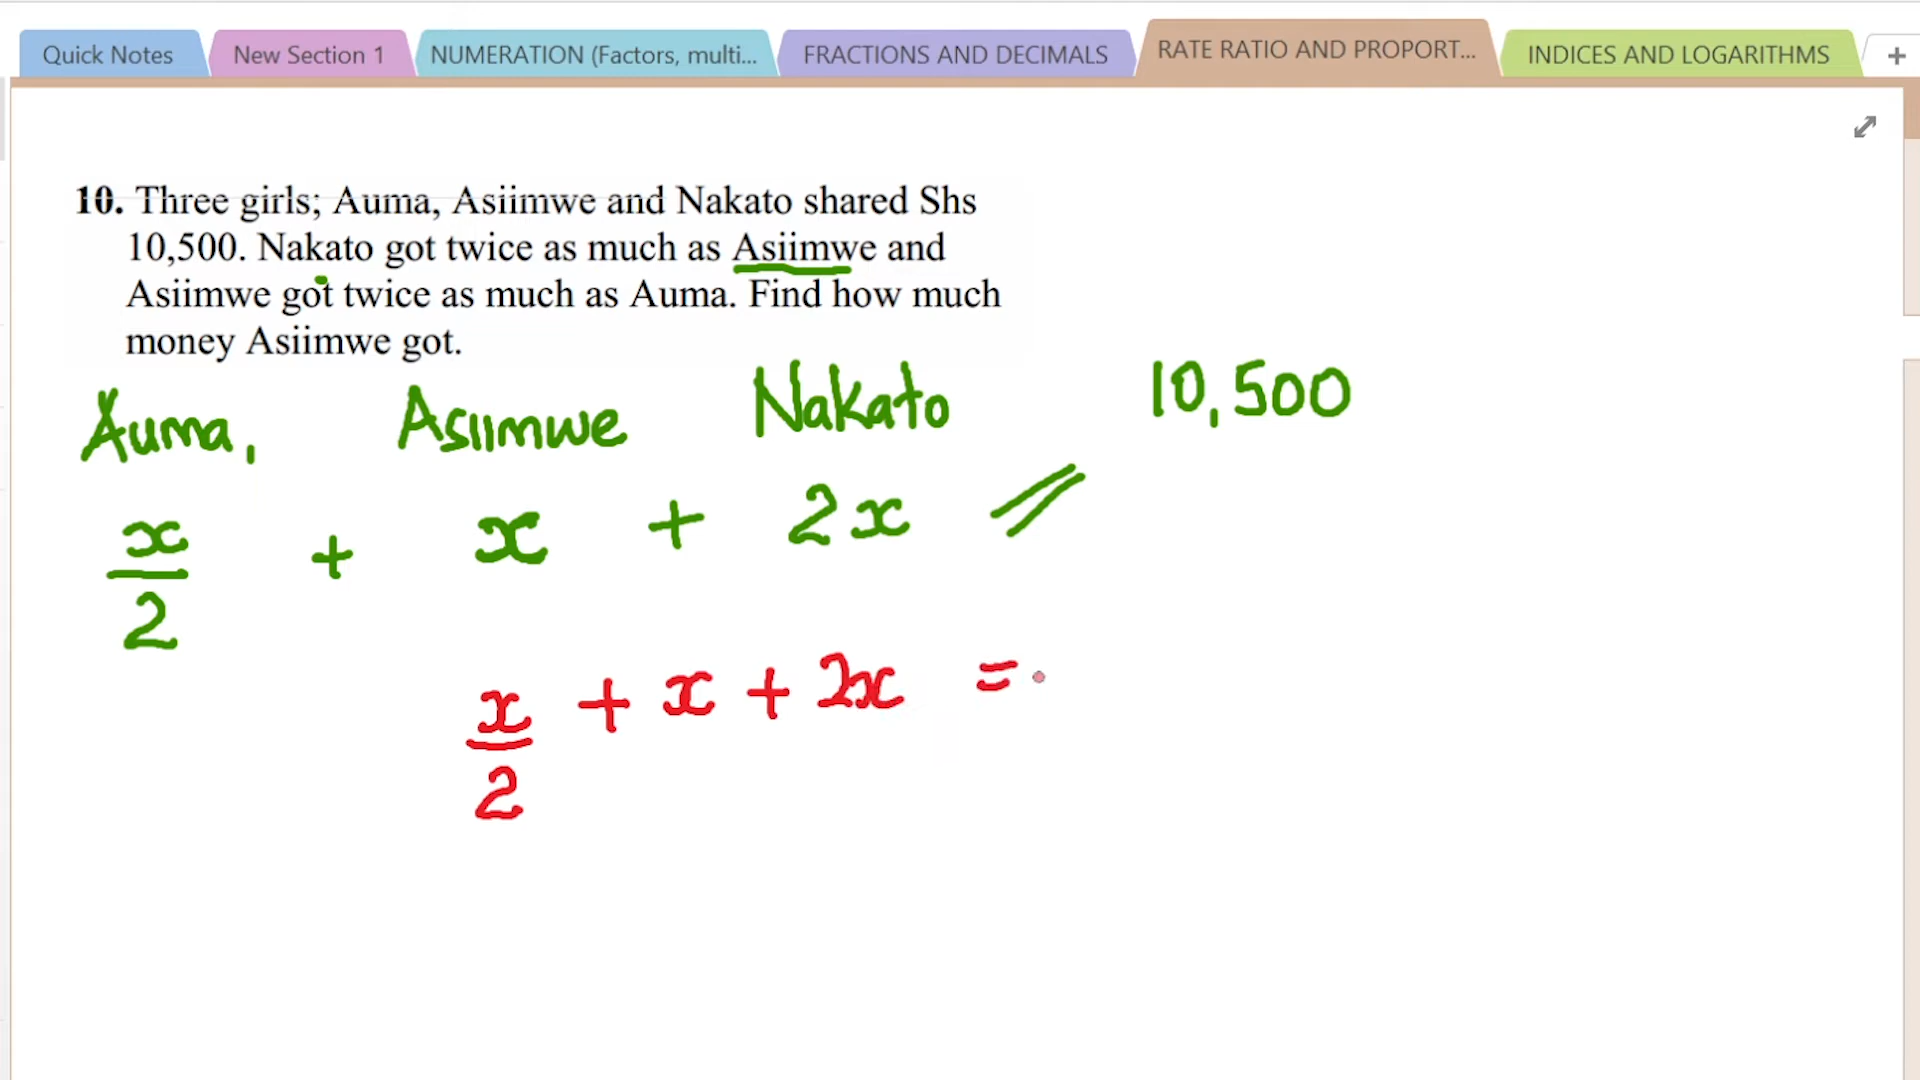 Quick Notes New Section 1 NUMERATION (Factors, multi... FRACTIONS AND DECIMALS RATE RATIO AND PROPORT... INDICES AND LOGARITHMS +
10. Three girls; Auma, Asiimwe and Nakato shared Shs
10,500. Nakato got twice as much as Asiimwe and
Asiimwe got twice as much as Auma. Find how much
money Asiimwe got.
Auma, Asiimwe Nakato 10,500
x/2 + x + 2x =
x/2 + x + 2x =